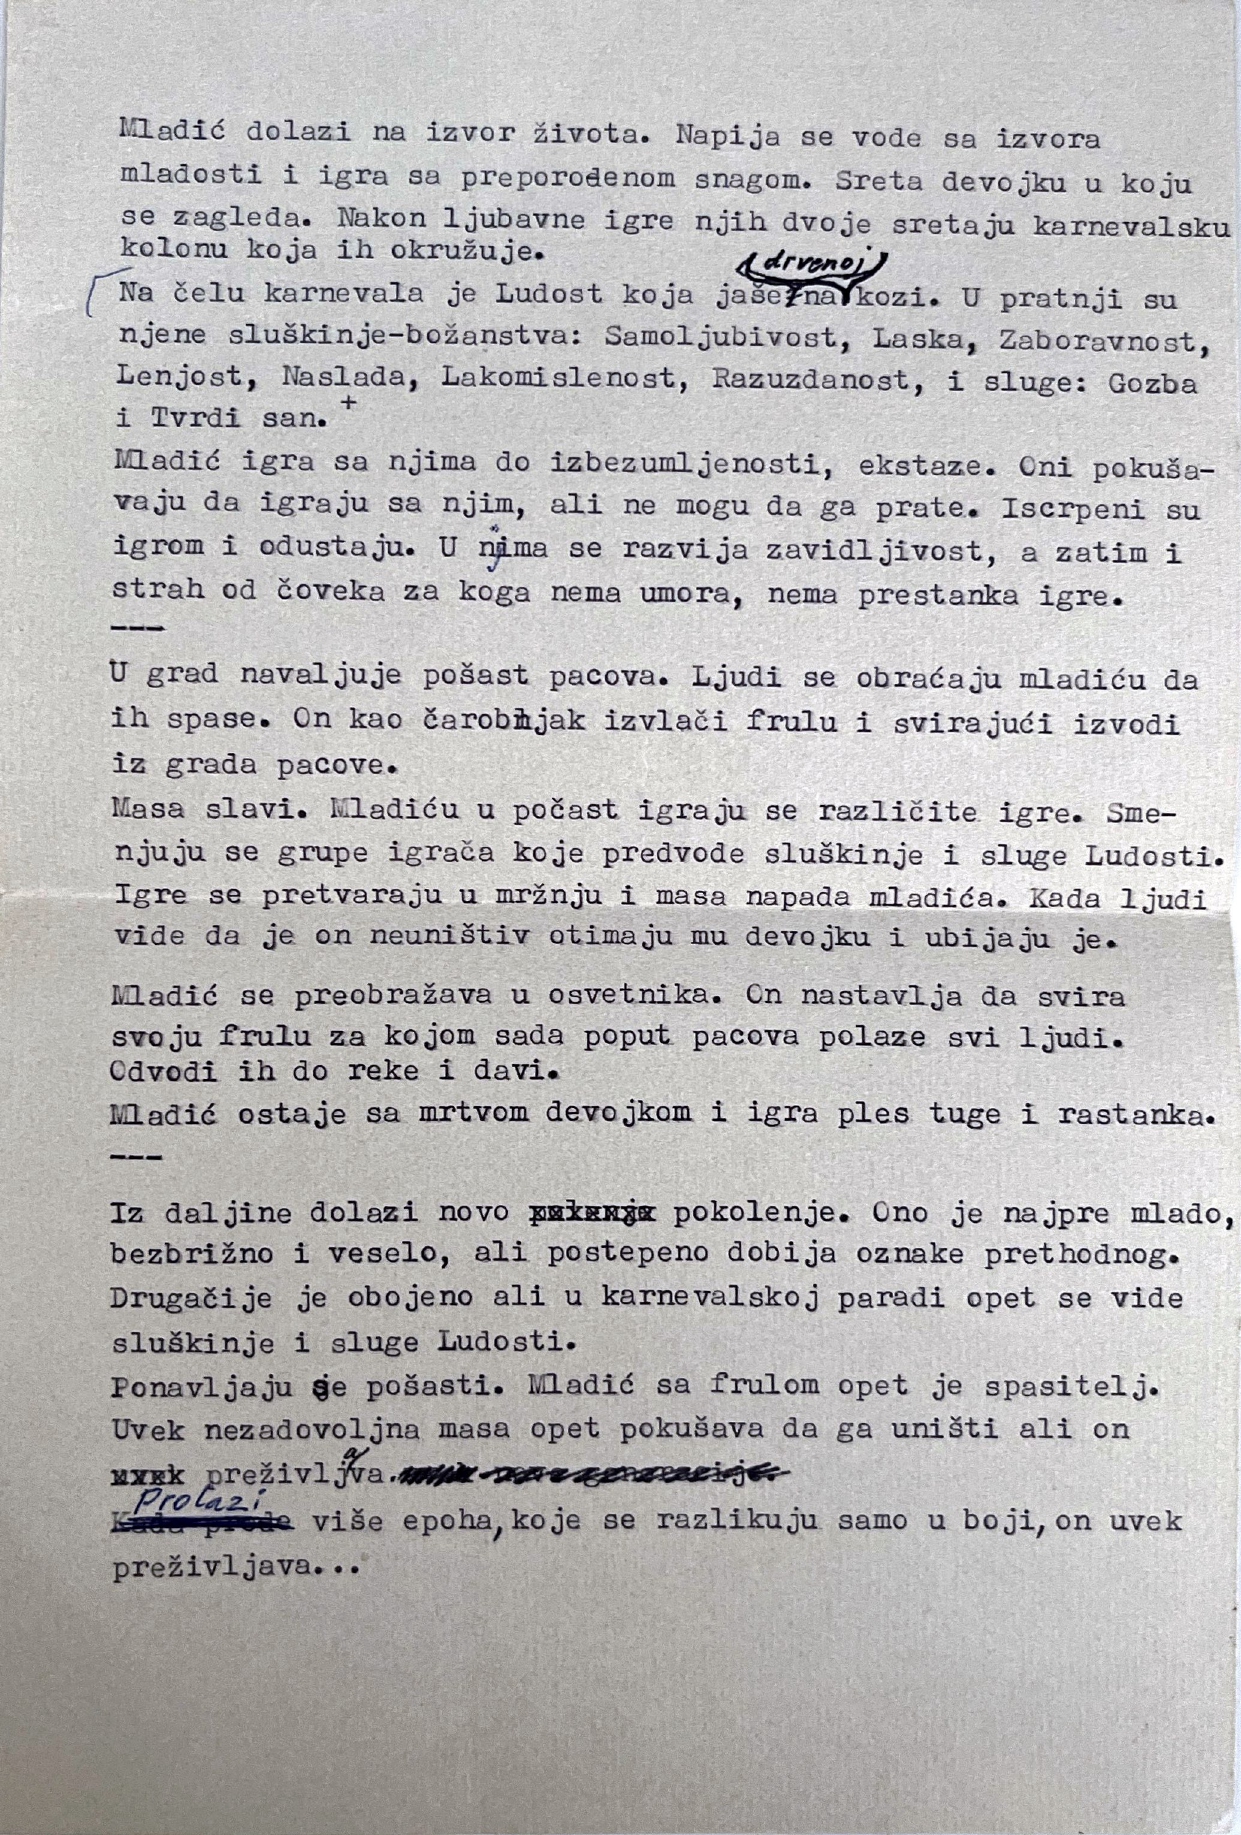 Mladić dolazi na izvor života. Napija se vode sa izvora
mladosti i igra sa preporođenom snagom. Sreta devojku u koju
se zagleda. Nakon ljubavne igre njih dvoje sretaju karnevalsku
kolonu koja ih okružuje.
(drvenoj)
Na čelu karnevala je Ludost koja jaše na kozi. U pratnji su
njene sluškinje-božanstva: Samoljubivost, Laska, Zaboravnost,
Lenjost, Naslada, Lakomislenost, Razuzdanost, i sluge: Gozba
i Tvrdi san. +
Mladić igra sa njima do izbezumljenosti, ekstaze. Oni pokuša-
vaju da igraju sa njim, ali ne mogu da ga prate. Iscrpeni su
igrom i odustaju. U njima se razvija zavidljivost, a zatim i
strah od čoveka za koga nema umora, nema prestanka igre.
---
U grad navaljuje pošast pacova. Ljudi se obraćaju mladiću da
ih spase. On kao čarobnjak izvlači frulu i svirajući izvodi
iz grada pacove.
Masa slavi. Mladiću u počast igraju se različite igre. Sme-
njuju se grupe igrača koje predvode sluškinje i sluge Ludosti.
Igre se pretvaraju u mržnju i masa napada mladića. Kada ljudi
vide da je on neuništiv otimaju mu devojku i ubijaju je.
Mladić se preobražava u osvetnika. On nastavlja da svira
svoju frulu za kojom sada poput pacova polaze svi ljudi.
Odvodi ih do reke i davi.
Mladić ostaje sa mrtvom devojkom i igra ples tuge i rastanka.
---
Iz daljine dolazi novo pokolenje. Ono je najpre mlado,
bezbrižno i veselo, ali postepeno dobija oznake prethodnog.
Drugačije je obojeno ali u karnevalskoj paradi opet se vide
sluškinje i sluge Ludosti.
Ponavljaju se pošasti. Mladić sa frulom opet je spasitelj.
Uvek nezadovoljna masa opet pokušava da ga uništi ali on
preživljava.
Prolazi
Kada prođe više epoha, koje se razlikuju samo u boji, on uvek
preživljava...